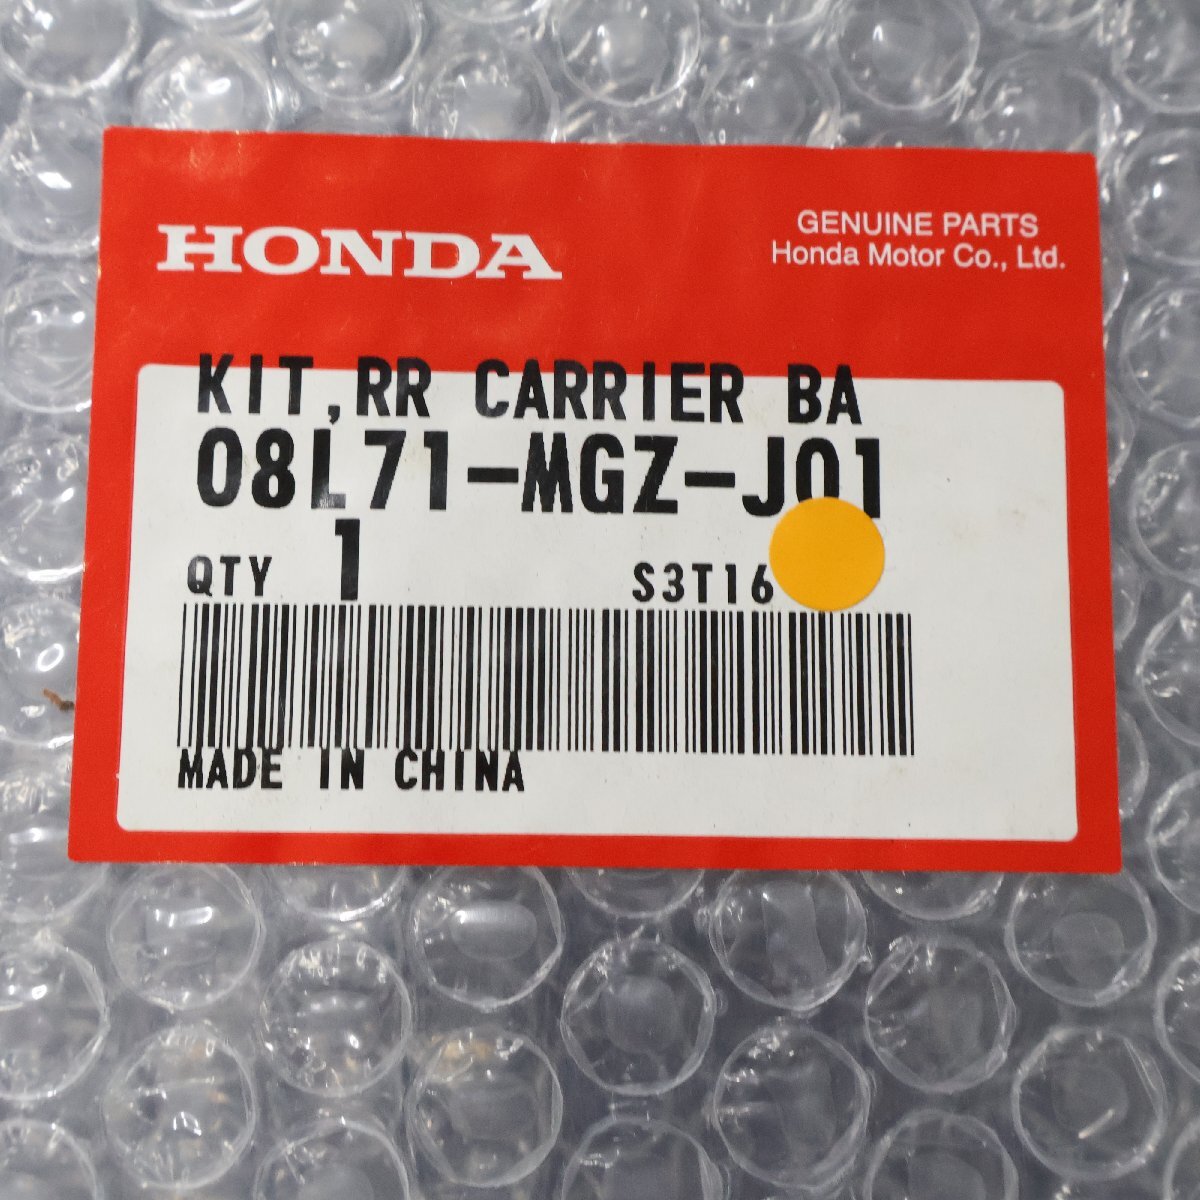 HONDA
GENUINE PARTS
Honda Motor Co., Ltd.
KIT,RR CARRIER BA
08L71-MGZ-J01
QTY 1 S3T16
MADE IN CHINA